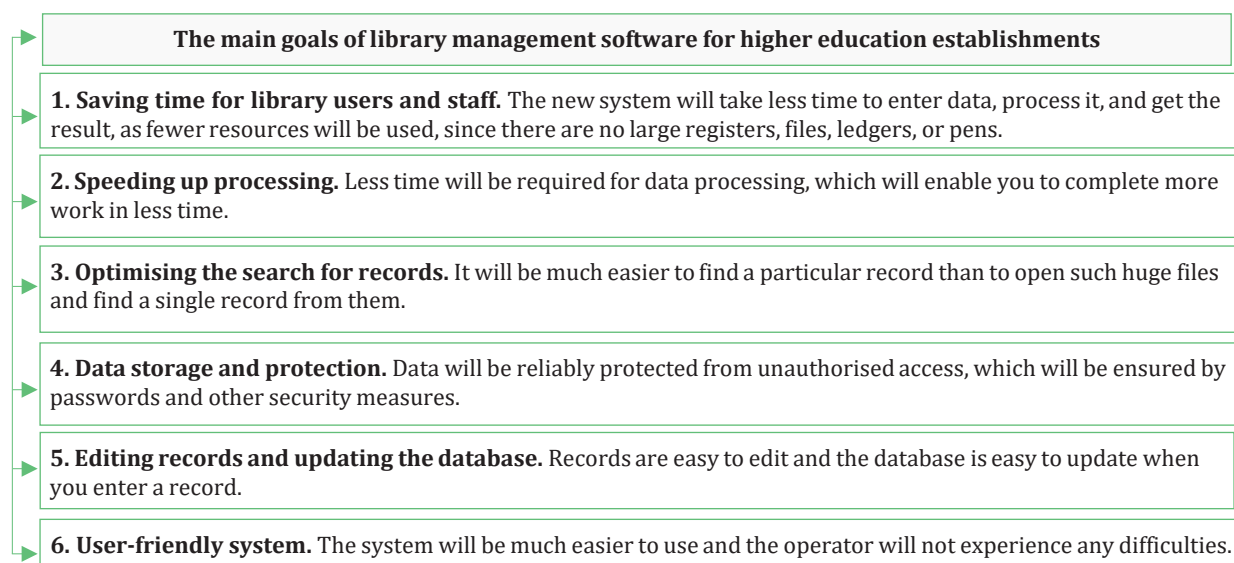 The main goals of library management software for higher education establishments
1. Saving time for library users and staff. The new system will take less time to enter data, process it, and get the
result, as fewer resources will be used, since there are no large registers, files, ledgers, or pens.
2. Speeding up processing. Less time will be required for data processing, which will enable you to complete more
work in less time.
3. Optimising the search for records. It will be much easier to find a particular record than to open such huge files
and find a single record from them.
4. Data storage and protection. Data will be reliably protected from unauthorised access, which will be ensured by
passwords and other security measures.
5. Editing records and updating the database. Records are easy to edit and the database is easy to update when
you enter a record.
6. User-friendly system. The system will be much easier to use and the operator will not experience any difficulties.